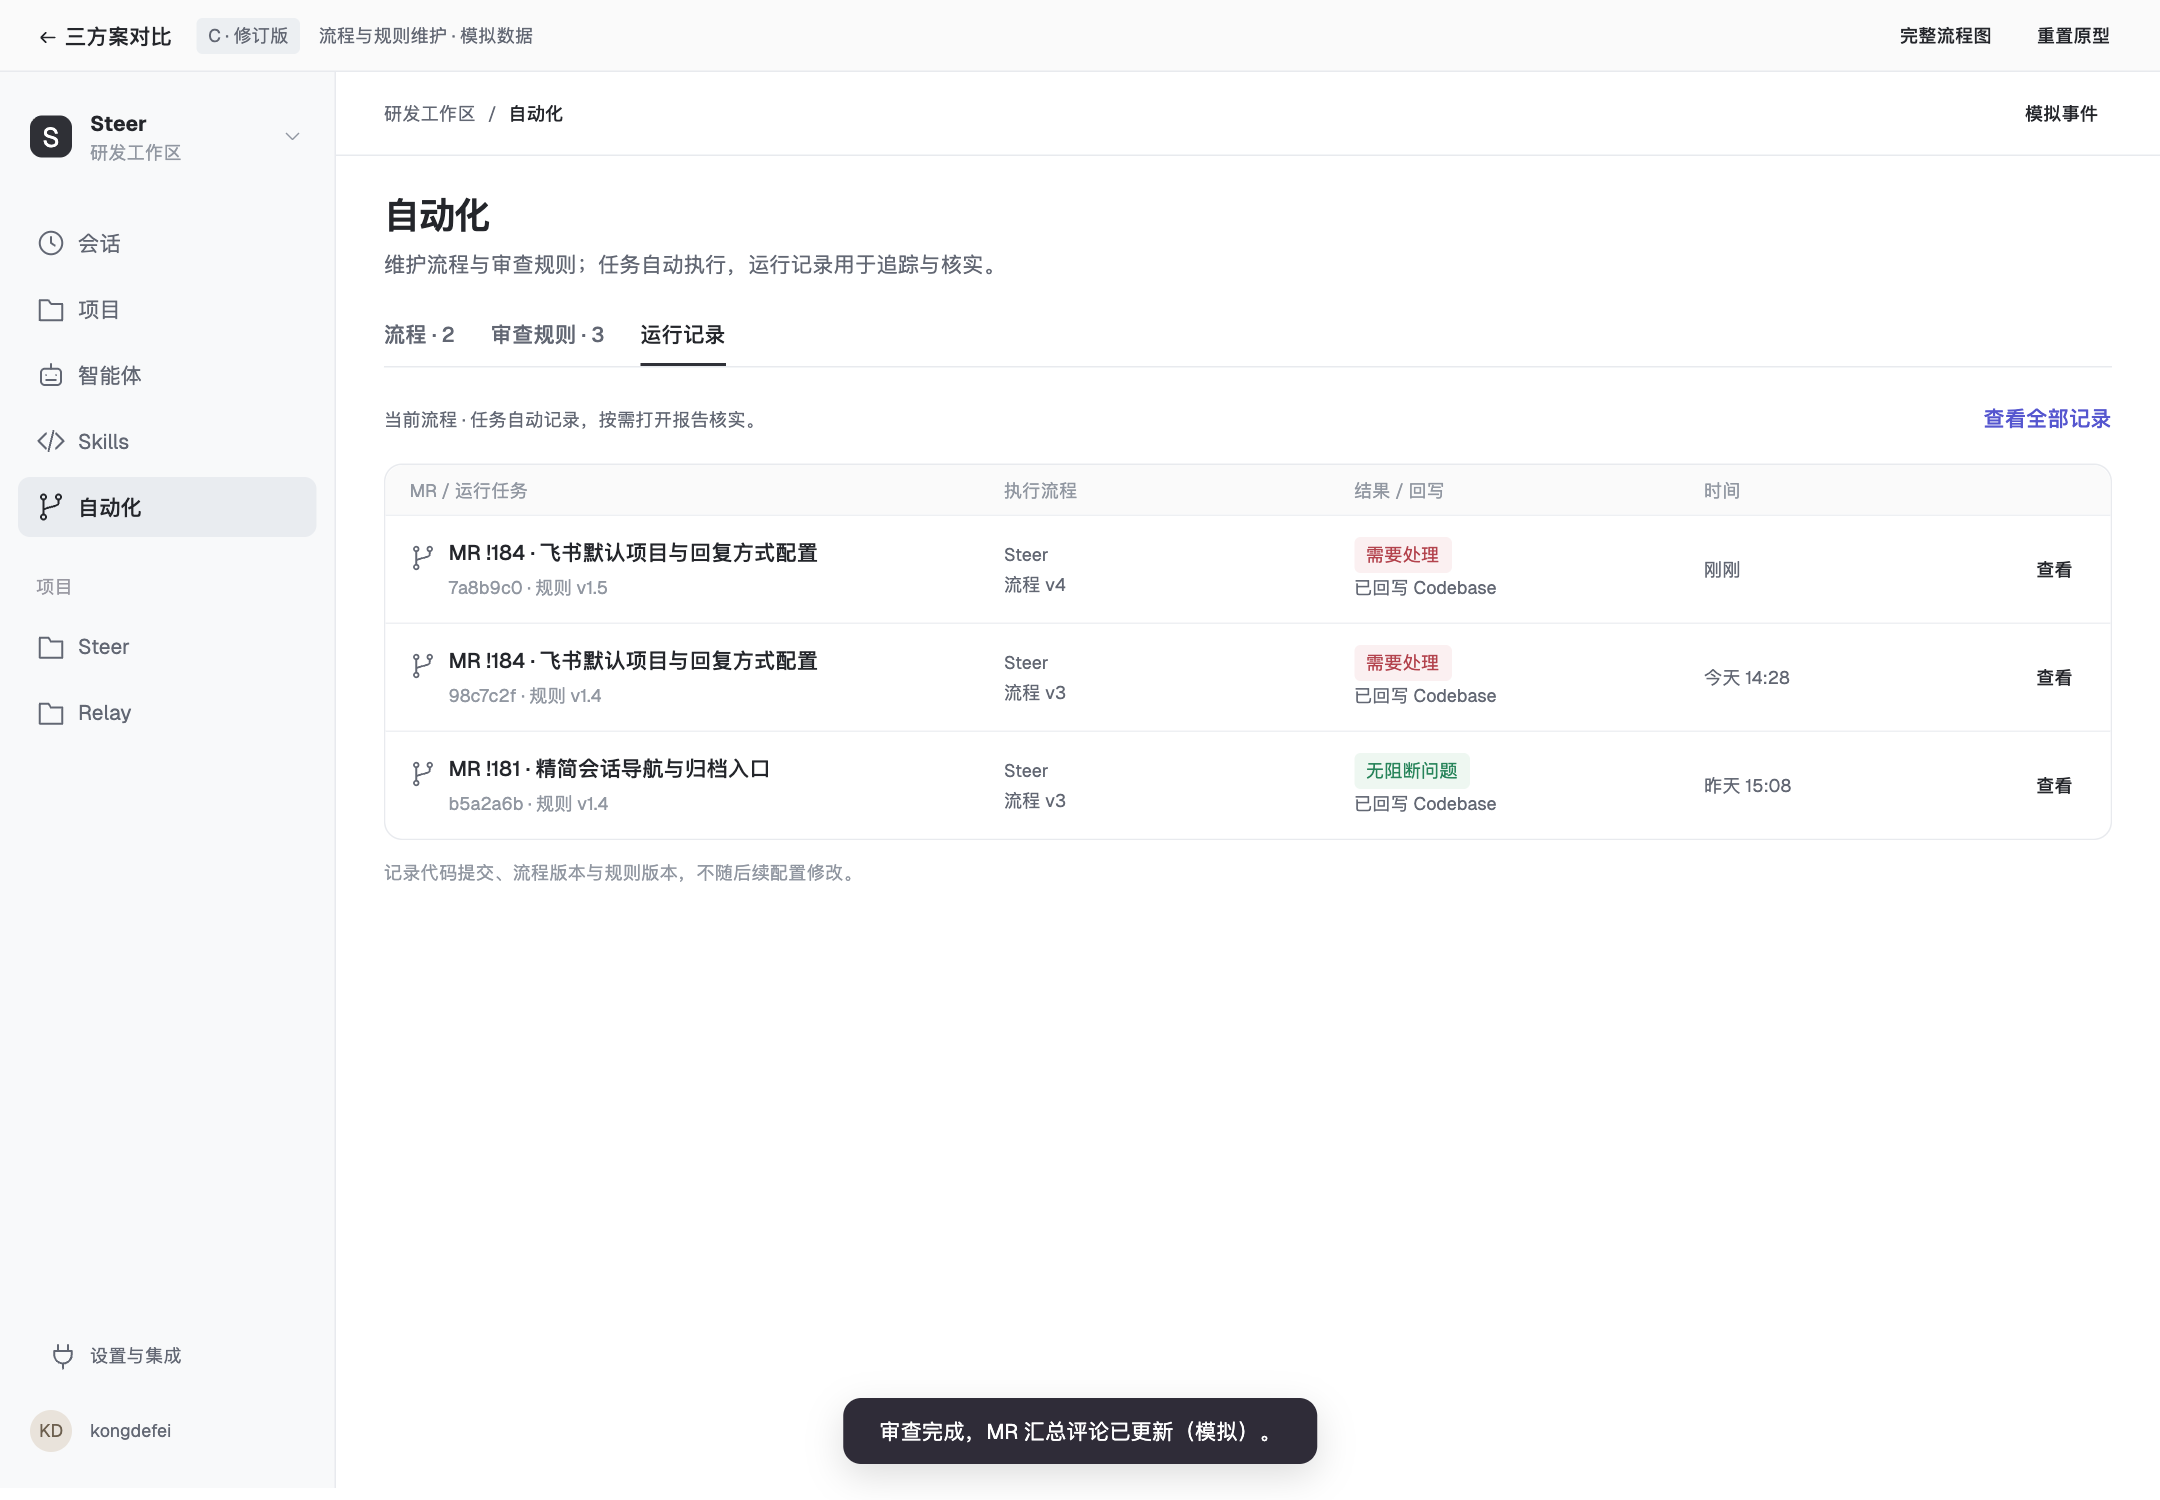 ← 三方案对比 C · 修订版 流程与规则维护 · 模拟数据 完整流程图 重置原型
S Steer
研发工作区
会话
项目
智能体
Skills
自动化
项目
Steer
Relay
设置与集成
KD kongdefei
研发工作区 / 自动化 模拟事件
自动化
维护流程与审查规则；任务自动执行，运行记录用于追踪与核实。
流程 · 2 审查规则 · 3 运行记录
当前流程 · 任务自动记录，按需打开报告核实。 查看全部记录
MR / 运行任务 执行流程 结果 / 回写 时间
MR !184 · 飞书默认项目与回复方式配置 Steer 需要处理 刚刚 查看
7a8b9c0 · 规则 v1.5 流程 v4 已回写 Codebase
MR !184 · 飞书默认项目与回复方式配置 Steer 需要处理 今天 14:28 查看
98c7c2f · 规则 v1.4 流程 v3 已回写 Codebase
MR !181 · 精简会话导航与归档入口 Steer 无阻断问题 昨天 15:08 查看
b5a2a6b · 规则 v1.4 流程 v3 已回写 Codebase
记录代码提交、流程版本与规则版本，不随后续配置修改。
审查完成，MR 汇总评论已更新（模拟）。